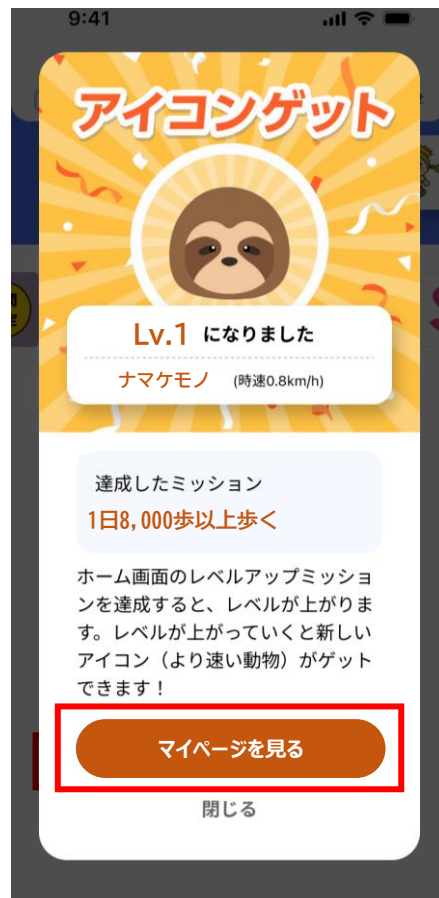 9:41
アイコンゲット
Lv.1 になりました
ナマケモノ (時速0.8km/h)
達成したミッション
1日8,000歩以上歩く
ホーム画面のレベルアップミッショ
ンを達成すると、レベルが上がりま
す。レベルが上がっていくと新しい
アイコン（より速い動物）がゲット
できます！
マイページを見る
閉じる